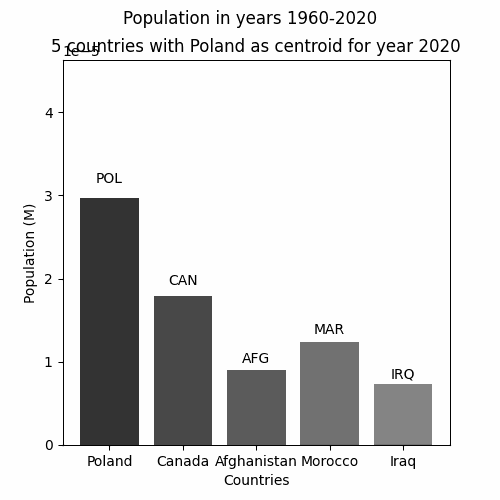 Population in years 1960-2020
5 countries with Poland as centroid for year 2020
1e−5
4
3
2
1
0
Population (M)
POL
CAN
AFG
MAR
IRQ
Poland Canada Afghanistan Morocco Iraq
Countries